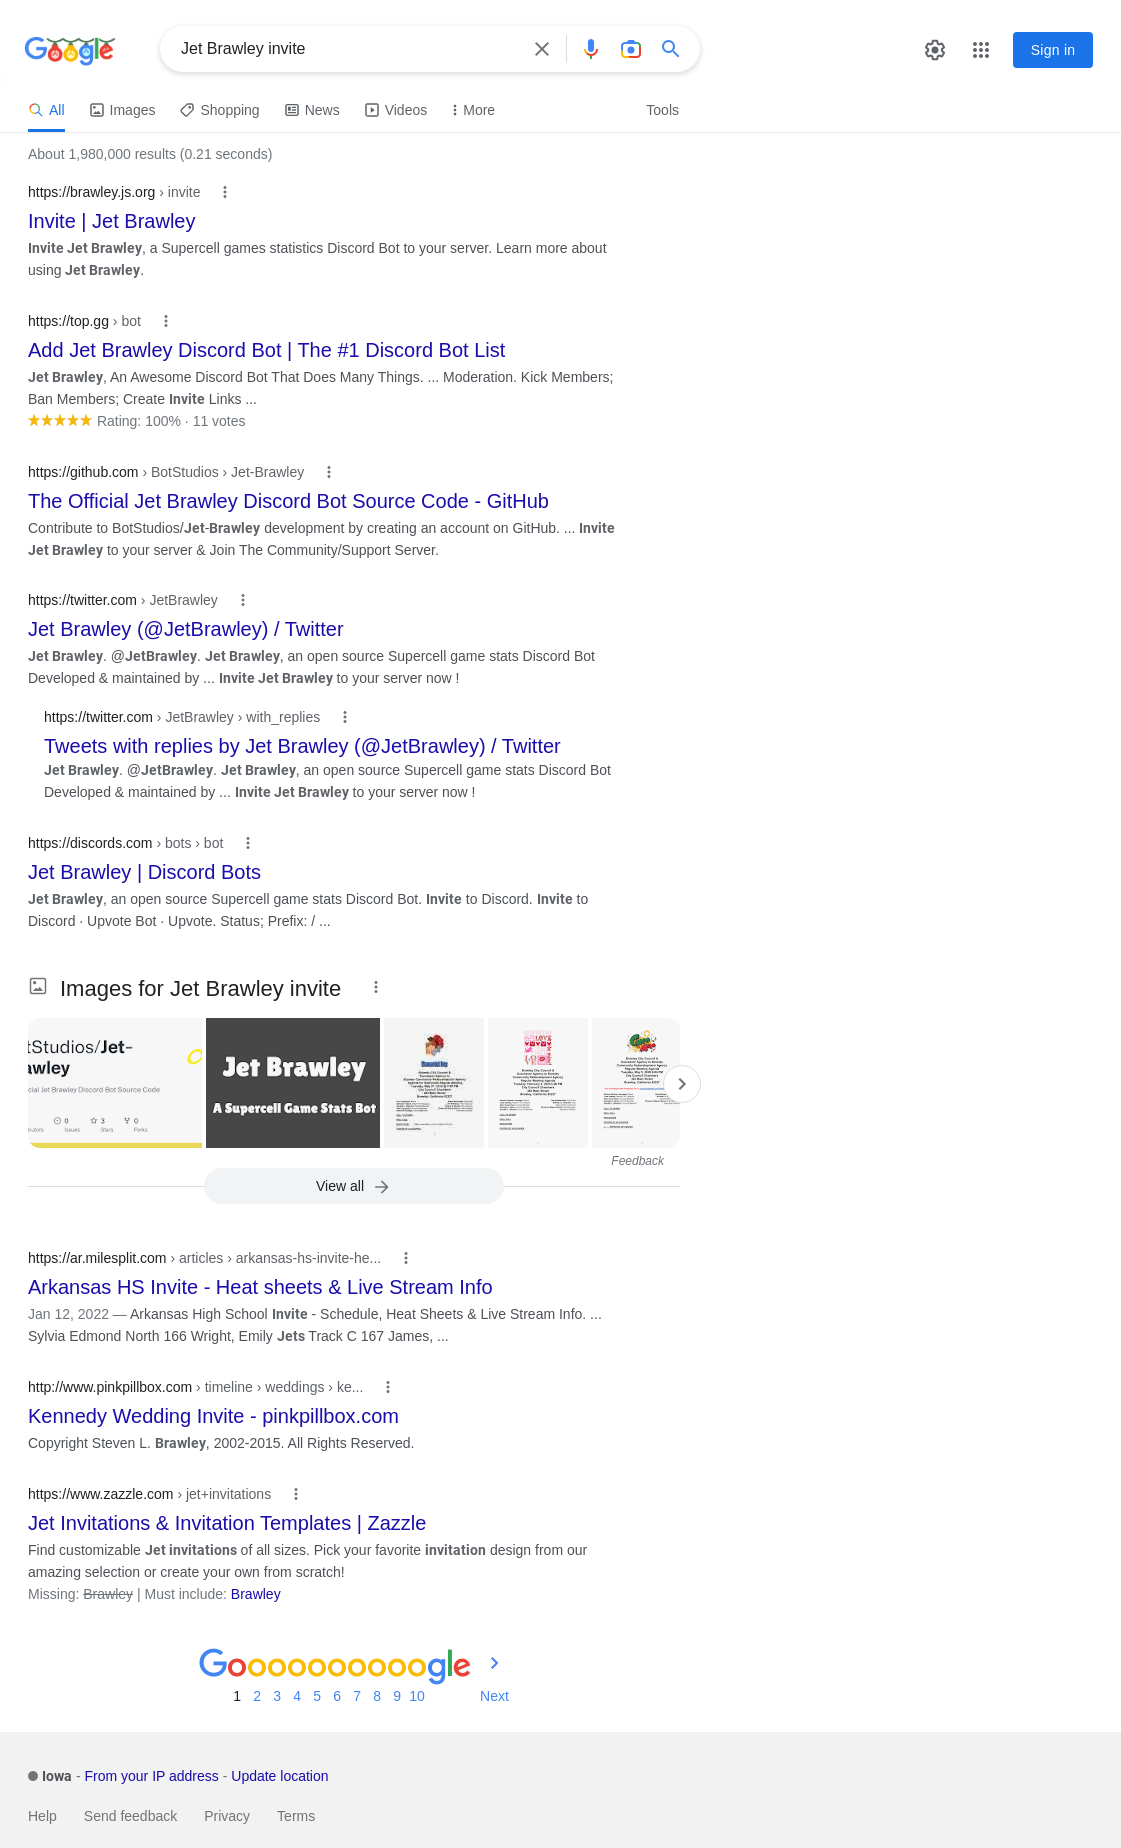 Google
Jet Brawley invite
Sign in
All
Images
Shopping
News
Videos
More
Tools
About 1,980,000 results (0.21 seconds)
https://brawley.js.org › invite
Invite | Jet Brawley
Invite Jet Brawley, a Supercell games statistics Discord Bot to your server. Learn more about
using Jet Brawley.
https://top.gg › bot
Add Jet Brawley Discord Bot | The #1 Discord Bot List
Jet Brawley, An Awesome Discord Bot That Does Many Things. ... Moderation. Kick Members;
Ban Members; Create Invite Links ...
Rating: 100% · 11 votes
https://github.com › BotStudios › Jet-Brawley
The Official Jet Brawley Discord Bot Source Code - GitHub
Contribute to BotStudios/Jet-Brawley development by creating an account on GitHub. ... Invite
Jet Brawley to your server & Join The Community/Support Server.
https://twitter.com › JetBrawley
Jet Brawley (@JetBrawley) / Twitter
Jet Brawley. @JetBrawley. Jet Brawley, an open source Supercell game stats Discord Bot
Developed & maintained by ... Invite Jet Brawley to your server now !
https://twitter.com › JetBrawley › with_replies
Tweets with replies by Jet Brawley (@JetBrawley) / Twitter
Jet Brawley. @JetBrawley. Jet Brawley, an open source Supercell game stats Discord Bot
Developed & maintained by ... Invite Jet Brawley to your server now !
https://discords.com › bots › bot
Jet Brawley | Discord Bots
Jet Brawley, an open source Supercell game stats Discord Bot. Invite to Discord. Invite to
Discord · Upvote Bot · Upvote. Status; Prefix: / ...
Images for Jet Brawley invite
tStudios/Jet-
awley
cial Jet Brawley Discord Bot Source Code
0
3
0
Issues
Stars
Forks
Jet Brawley
A Supercell Game Stats Bot
Feedback
View all
https://ar.milesplit.com › articles › arkansas-hs-invite-he...
Arkansas HS Invite - Heat sheets & Live Stream Info
Jan 12, 2022 — Arkansas High School Invite - Schedule, Heat Sheets & Live Stream Info. ...
Sylvia Edmond North 166 Wright, Emily Jets Track C 167 James, ...
http://www.pinkpillbox.com › timeline › weddings › ke...
Kennedy Wedding Invite - pinkpillbox.com
Copyright Steven L. Brawley, 2002-2015. All Rights Reserved.
https://www.zazzle.com › jet+invitations
Jet Invitations & Invitation Templates | Zazzle
Find customizable Jet invitations of all sizes. Pick your favorite invitation design from our
amazing selection or create your own from scratch!
Missing: Brawley | Must include: Brawley
Goooooooooogle
1 2 3 4 5 6 7 8 9 10 Next
Iowa - From your IP address - Update location
Help Send feedback Privacy Terms